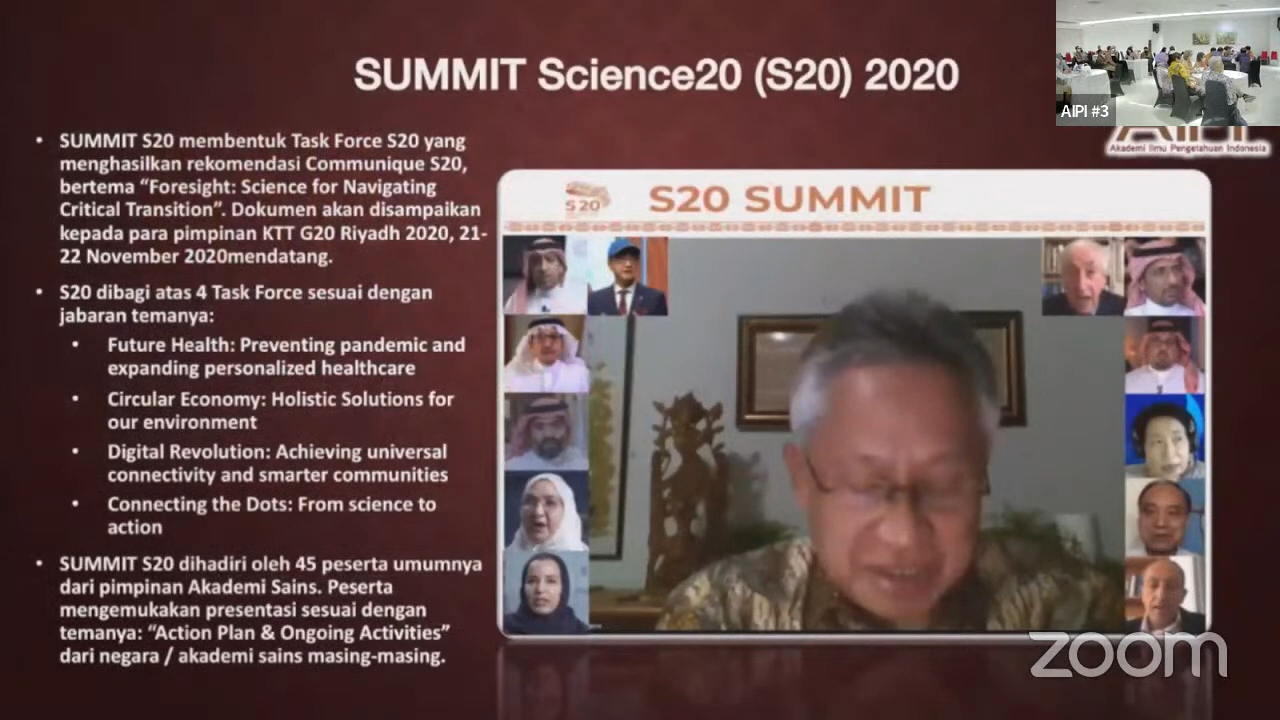 SUMMIT Science20 (S20) 2020
AIPI #3
AIPI
Akademi Ilmu Pengetahuan Indonesia
• SUMMIT S20 membentuk Task Force S20 yang
menghasilkan rekomendasi Communique S20,
bertema “Foresight: Science for Navigating
Critical Transition”. Dokumen akan disampaikan
kepada para pimpinan KTT G20 Riyadh 2020, 21-
22 November 2020mendatang.
• S20 dibagi atas 4 Task Force sesuai dengan
jabaran temanya:
• Future Health: Preventing pandemic and
expanding personalized healthcare
• Circular Economy: Holistic Solutions for
our environment
• Digital Revolution: Achieving universal
connectivity and smarter communities
• Connecting the Dots: From science to
action
• SUMMIT S20 dihadiri oleh 45 peserta umumnya
dari pimpinan Akademi Sains. Peserta
mengemukakan presentasi sesuai dengan
temanya: “Action Plan & Ongoing Activities”
dari negara / akademi sains masing-masing.
S20
S20 SUMMIT
zoom